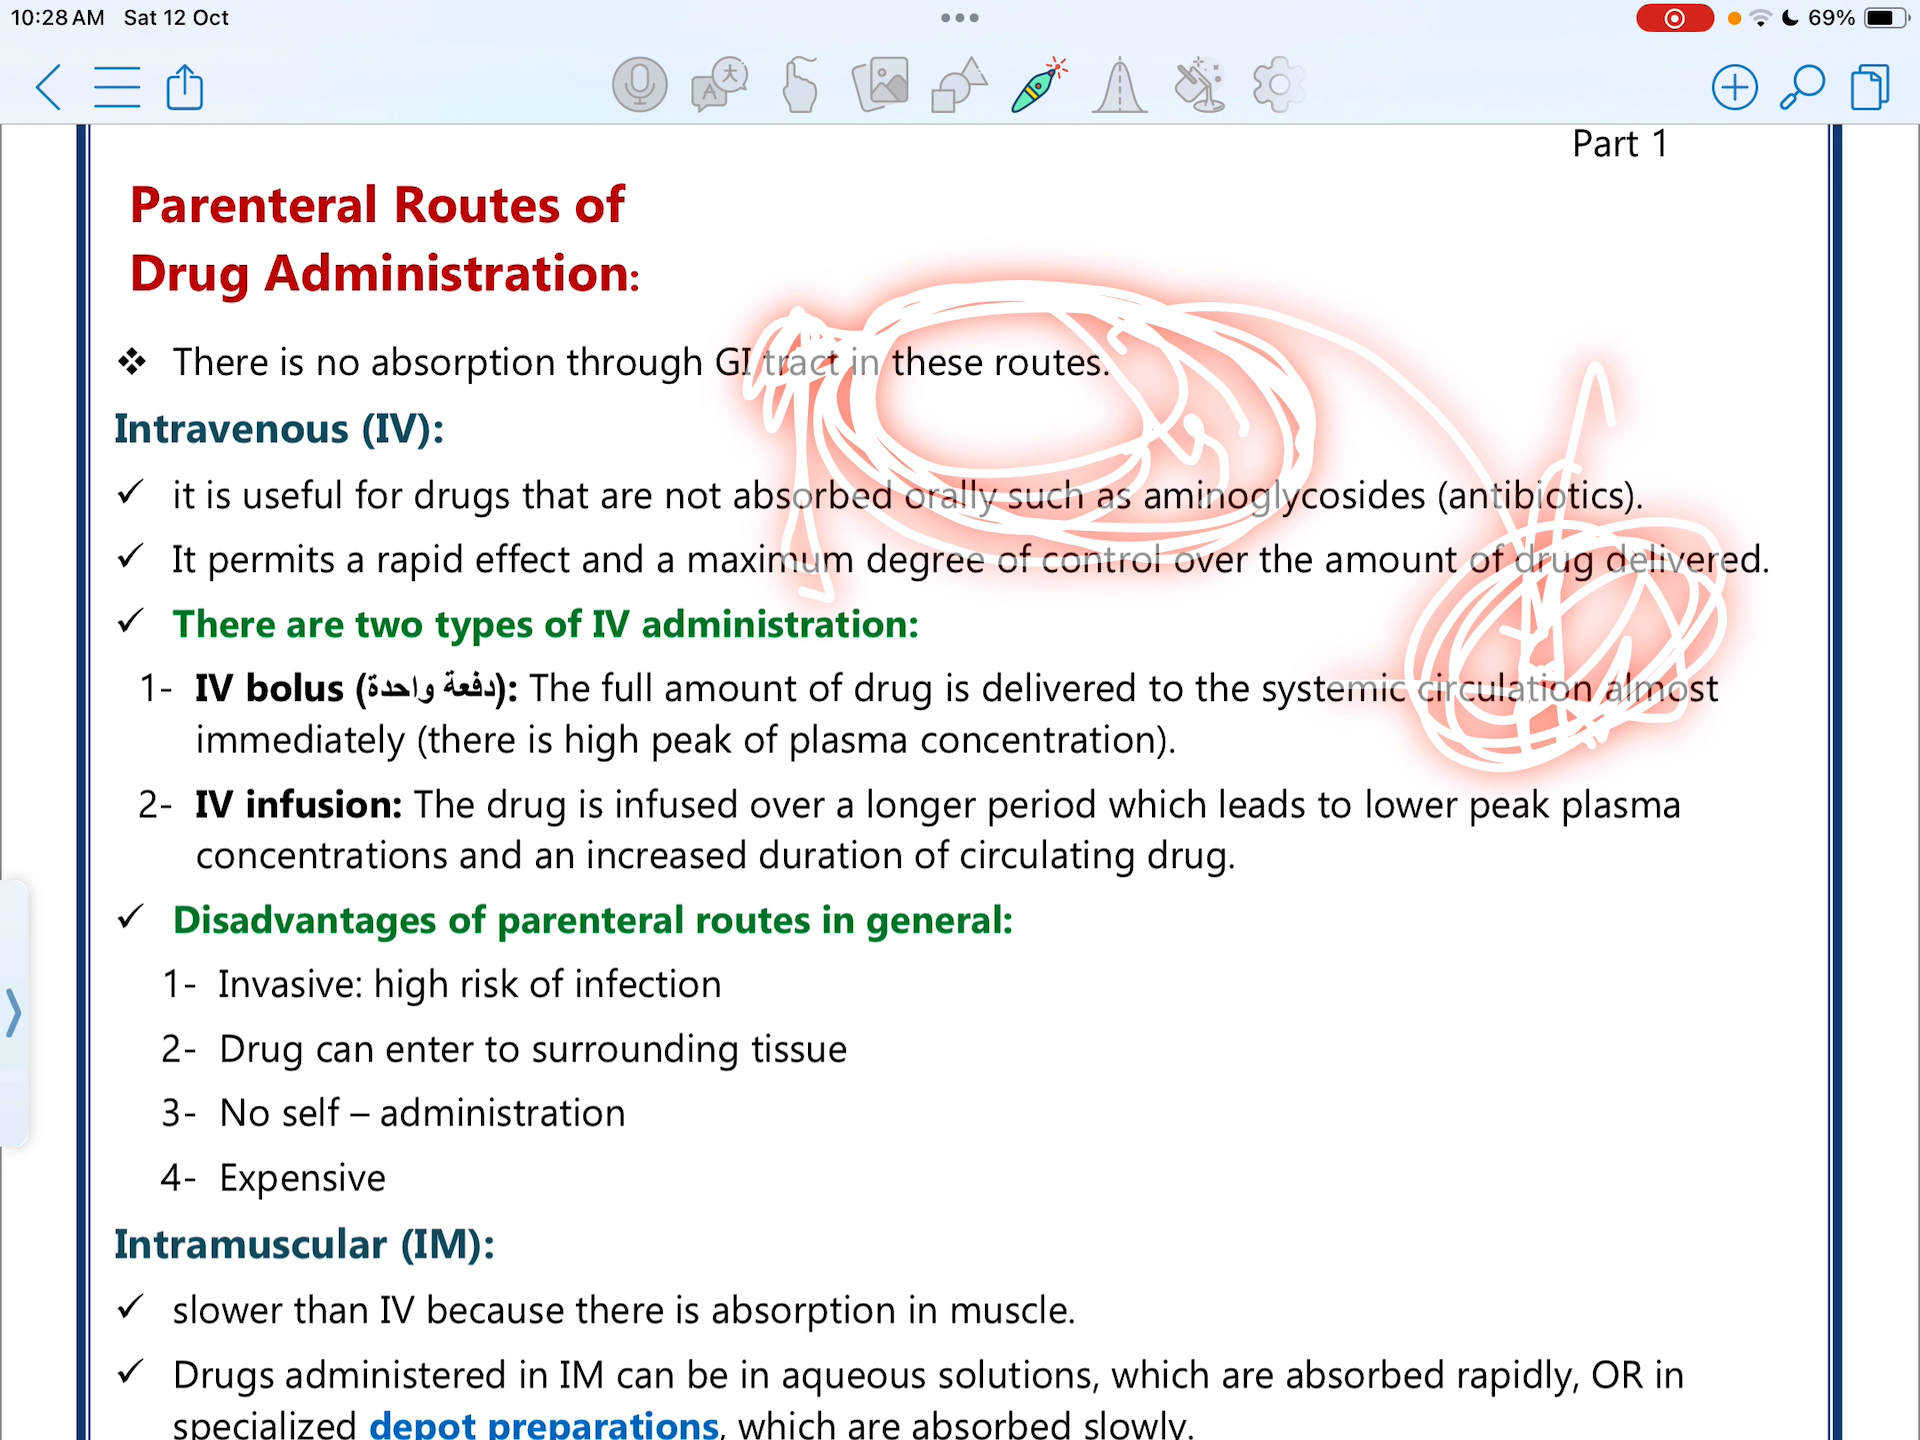 10:28 AM Sat 12 Oct
69%
Part 1
Parenteral Routes of
Drug Administration:
❖ There is no absorption through GI tract in these routes.
Intravenous (IV):
✓ it is useful for drugs that are not absorbed orally such as aminoglycosides (antibiotics).
✓ It permits a rapid effect and a maximum degree of control over the amount of drug delivered.
✓ There are two types of IV administration:
1- IV bolus (دفعة واحدة): The full amount of drug is delivered to the systemic circulation almost
immediately (there is high peak of plasma concentration).
2- IV infusion: The drug is infused over a longer period which leads to lower peak plasma
concentrations and an increased duration of circulating drug.
✓ Disadvantages of parenteral routes in general:
1- Invasive: high risk of infection
2- Drug can enter to surrounding tissue
3- No self – administration
4- Expensive
Intramuscular (IM):
✓ slower than IV because there is absorption in muscle.
✓ Drugs administered in IM can be in aqueous solutions, which are absorbed rapidly, OR in
specialized depot preparations, which are absorbed slowly.